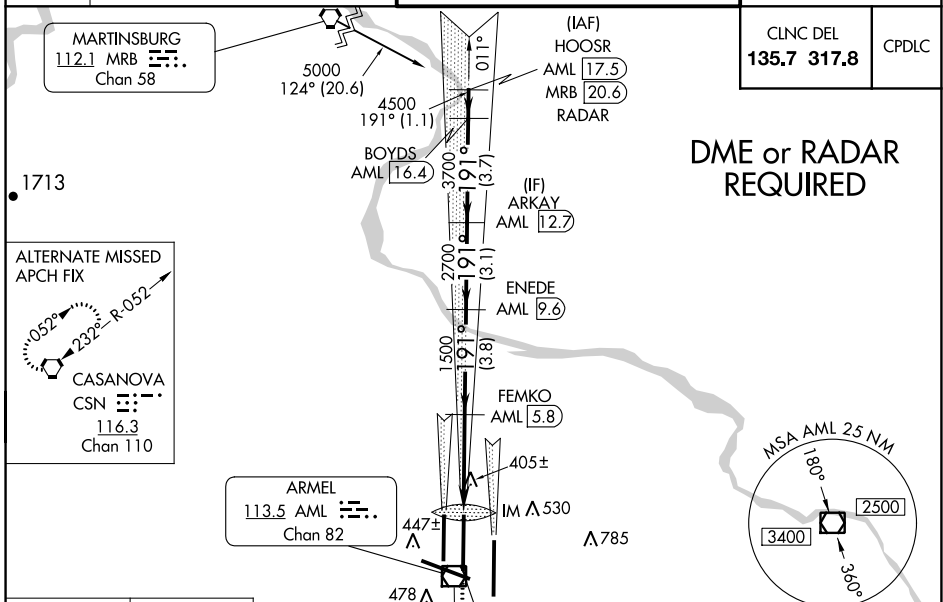 MARTINSBURG
112.1 MRB
Chan 58
5000
124° (20.6)
011°
(IAF)
HOOSR
AML 17.5
MRB 20.6
RADAR
CLNC DEL
135.7 317.8
CPDLC
4500
191° (1.1)
BOYDS
AML 16.4
3700
191°
(3.7)
DME or RADAR
REQUIRED
1713
(IF)
ARKAY
AML 12.7
2700
191°
(3.1)
ALTERNATE MISSED
APCH FIX
052°
232°
R-052
CASANOVA
CSN
116.3
Chan 110
ENEDE
AML 9.6
1500
191°
(3.8)
FEMKO
AML 5.8
405±
ARMEL
113.5 AML
Chan 82
IM
530
447±
785
478
MSA AML 25 NM
180°
2500
3400
360°